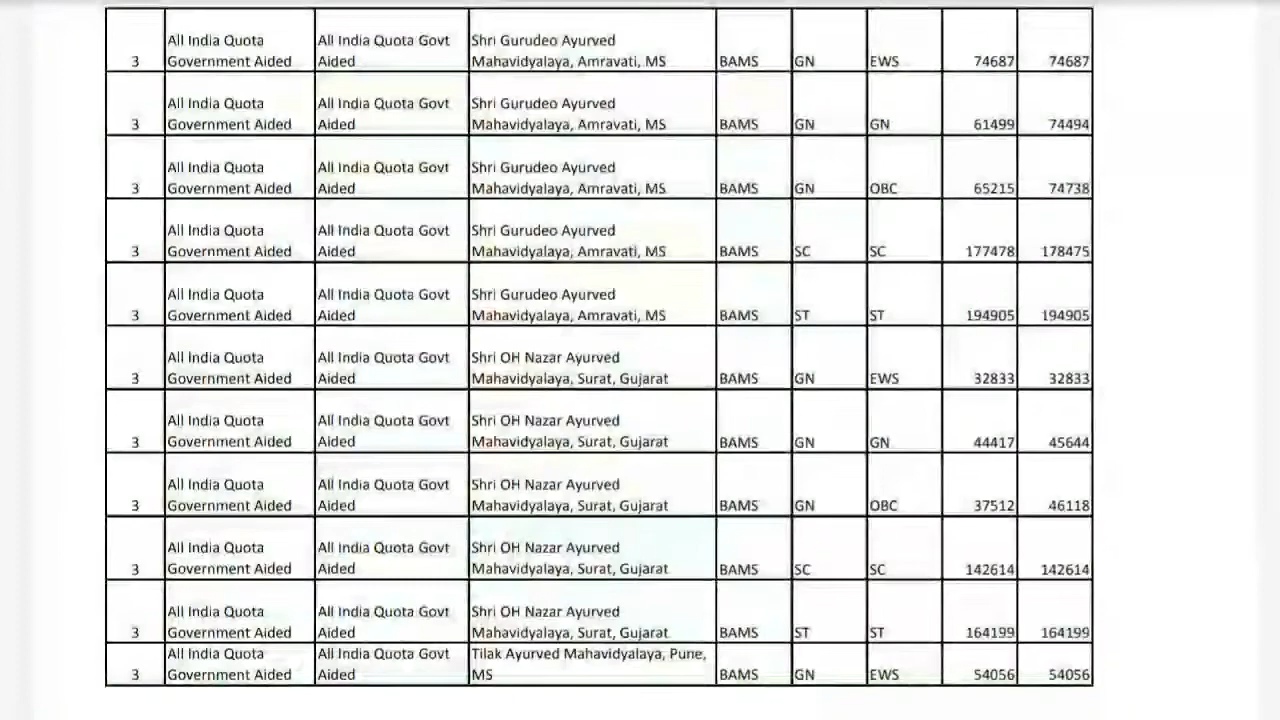 All India Quota All India Quota Govt Shri Gurudeo Ayurved
3 Government Aided Aided Mahavidyalaya, Amravati, MS BAMS GN EWS 74687 74687
All India Quota All India Quota Govt Shri Gurudeo Ayurved
3 Government Aided Aided Mahavidyalaya, Amravati, MS BAMS GN GN 61499 74494
All India Quota All India Quota Govt Shri Gurudeo Ayurved
3 Government Aided Aided Mahavidyalaya, Amravati, MS BAMS GN OBC 65215 74738
All India Quota All India Quota Govt Shri Gurudeo Ayurved
3 Government Aided Aided Mahavidyalaya, Amravati, MS BAMS SC SC 177478 178475
All India Quota All India Quota Govt Shri Gurudeo Ayurved
3 Government Aided Aided Mahavidyalaya, Amravati, MS BAMS ST ST 194905 194905
All India Quota All India Quota Govt Shri OH Nazar Ayurved
3 Government Aided Aided Mahavidyalaya, Surat, Gujarat BAMS GN EWS 32833 32833
All India Quota All India Quota Govt Shri OH Nazar Ayurved
3 Government Aided Aided Mahavidyalaya, Surat, Gujarat BAMS GN GN 44417 45644
All India Quota All India Quota Govt Shri OH Nazar Ayurved
3 Government Aided Aided Mahavidyalaya, Surat, Gujarat BAMS GN OBC 37512 46118
All India Quota All India Quota Govt Shri OH Nazar Ayurved
3 Government Aided Aided Mahavidyalaya, Surat, Gujarat BAMS SC SC 142614 142614
All India Quota All India Quota Govt Shri OH Nazar Ayurved
3 Government Aided Aided Mahavidyalaya, Surat, Gujarat BAMS ST ST 164199 164199
All India Quota All India Quota Govt Tilak Ayurved Mahavidyalaya, Pune,
3 Government Aided Aided MS BAMS GN EWS 54056 54056